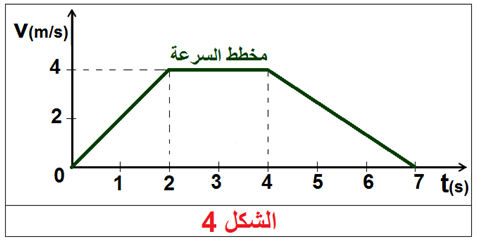 v(m/s)
مخطط السرعة
4
2
0
1 2 3 4 5 6 7 t(s)
الشكل 4